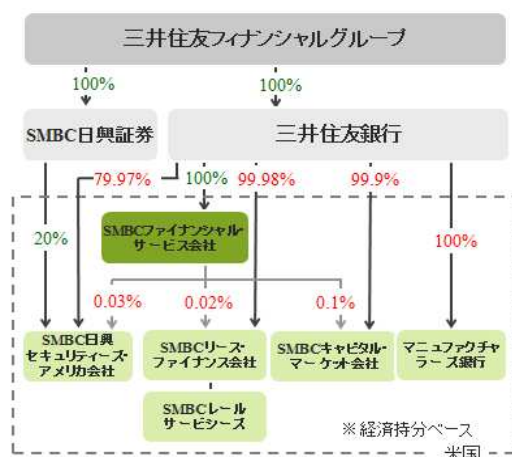 三井住友フィナンシャルグループ
100%
100%
SMBC日興証券
三井住友銀行
79.97%
100%
99.98%
99.9%
20%
SMBCファイナンシャル・
サービス会社
100%
0.03%
0.02%
0.1%
SMBC日興
セキュリティーズ・
アメリカ会社
SMBCリース・
ファイナンス会社
SMBCキャピタル・
マーケット会社
マニュファクチャ
ラーズ銀行
SMBCレール
サービシーズ
※経済持分ベース
米国